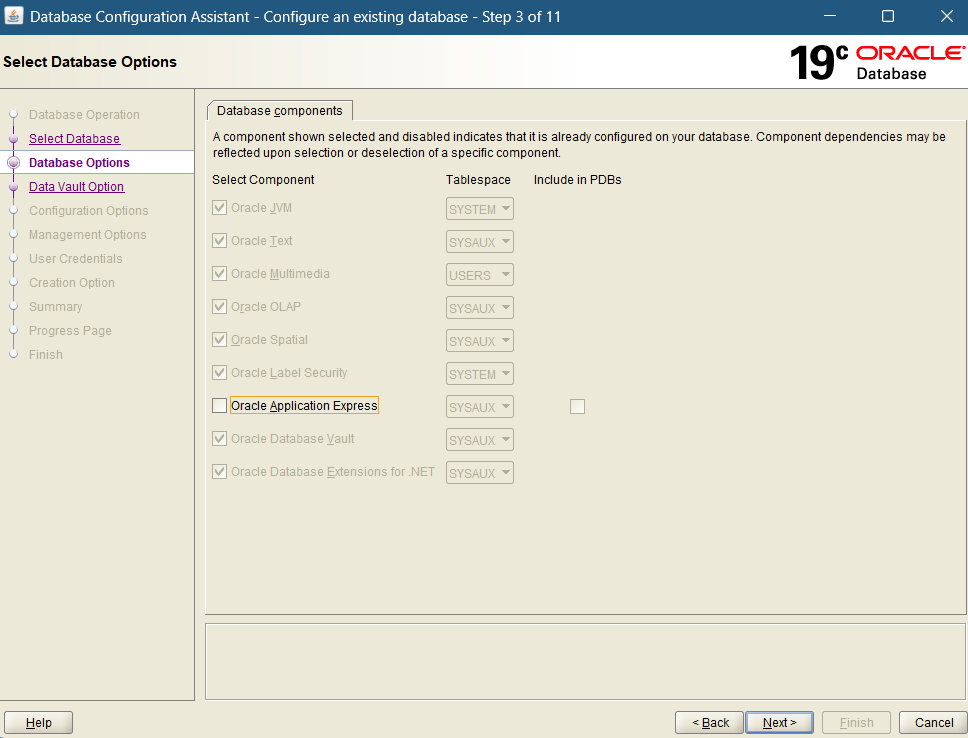 Database Configuration Assistant - Configure an existing database - Step 3 of 11
Select Database Options
19c ORACLE Database
Database Operation
Select Database
Database Options
Data Vault Option
Configuration Options
Management Options
User Credentials
Creation Option
Summary
Progress Page
Finish
Database components
A component shown selected and disabled indicates that it is already configured on your database. Component dependencies may be
reflected upon selection or deselection of a specific component.
Select Component Tablespace Include in PDBs
Oracle JVM SYSTEM
Oracle Text SYSAUX
Oracle Multimedia USERS
Oracle OLAP SYSAUX
Oracle Spatial SYSAUX
Oracle Label Security SYSTEM
Oracle Application Express SYSAUX
Oracle Database Vault SYSAUX
Oracle Database Extensions for .NET SYSAUX
Help < Back Next > Finish Cancel